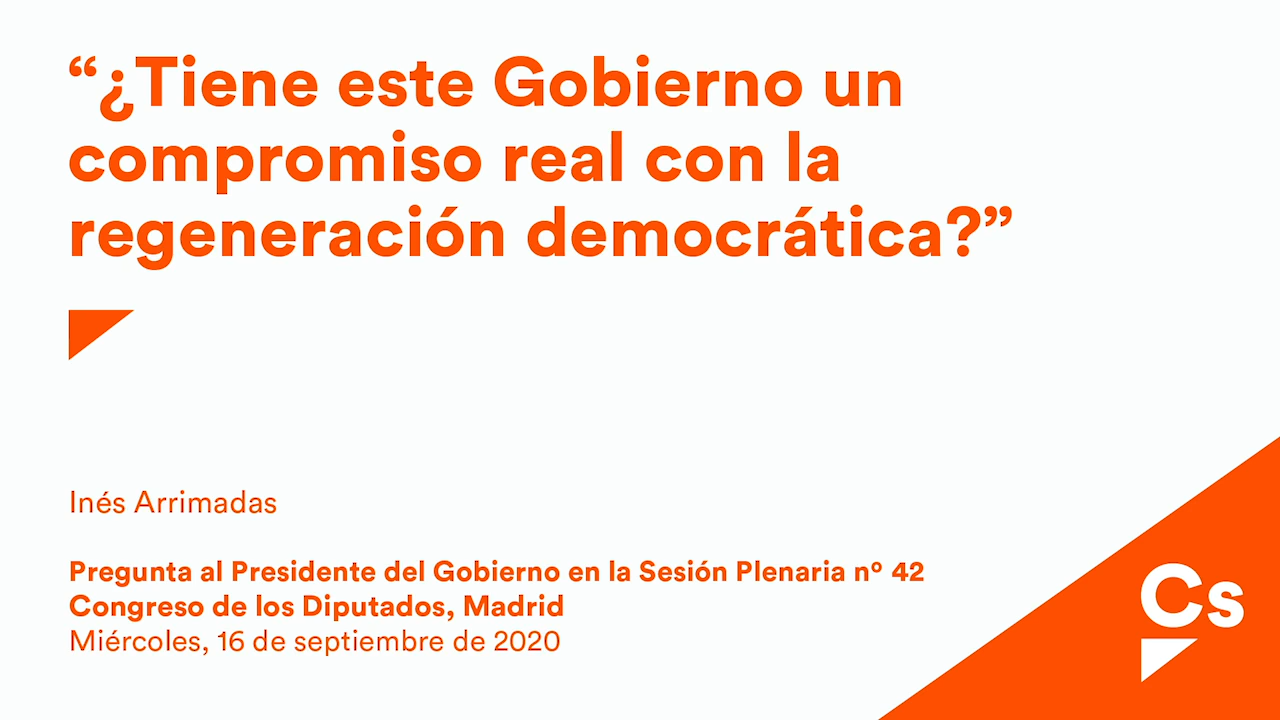 “¿Tiene este Gobierno un
compromiso real con la
regeneración democrática?”
Inés Arrimadas
Pregunta al Presidente del Gobierno en la Sesión Plenaria nº 42
Congreso de los Diputados, Madrid
Miércoles, 16 de septiembre de 2020
Cs